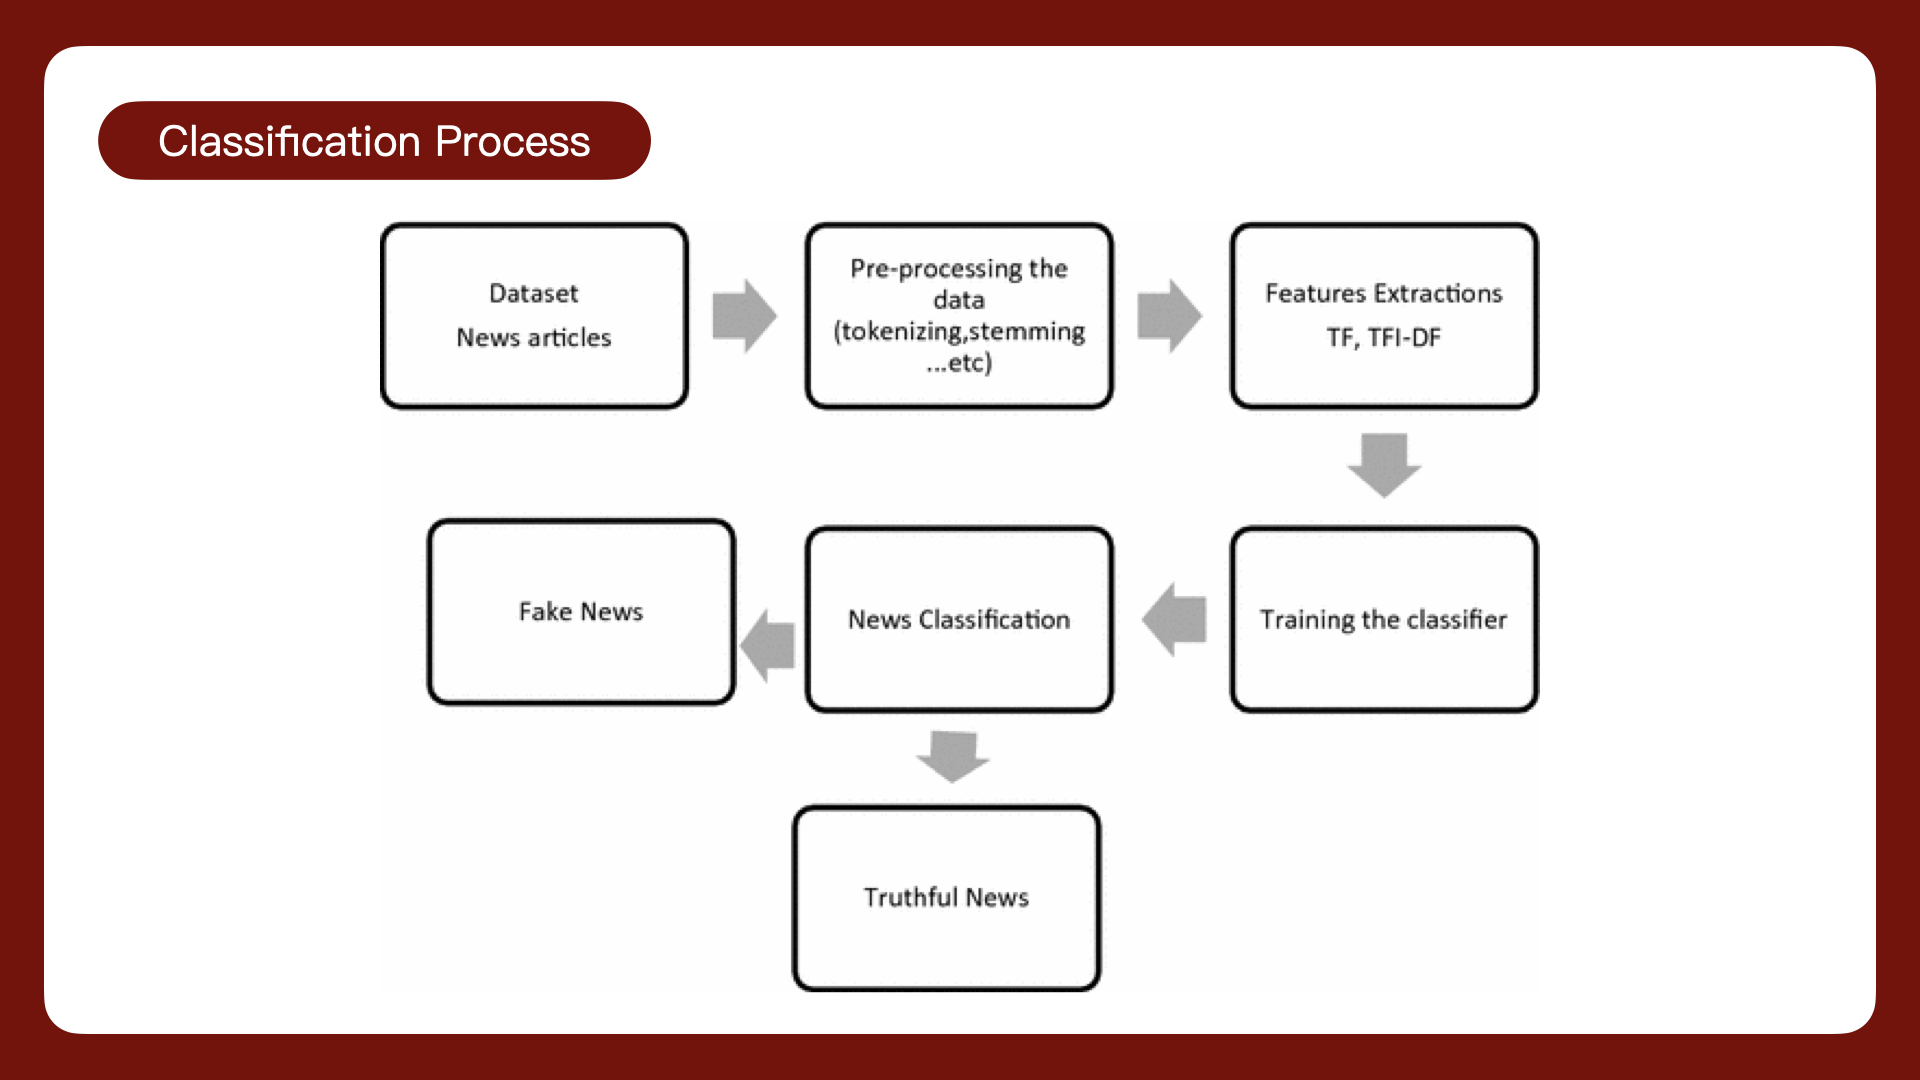 Classification Process
Dataset
News articles
Pre-processing the
data
(tokenizing,stemming
...etc)
Features Extractions
TF, TFI-DF
Fake News
News Classification
Training the classifier
Truthful News